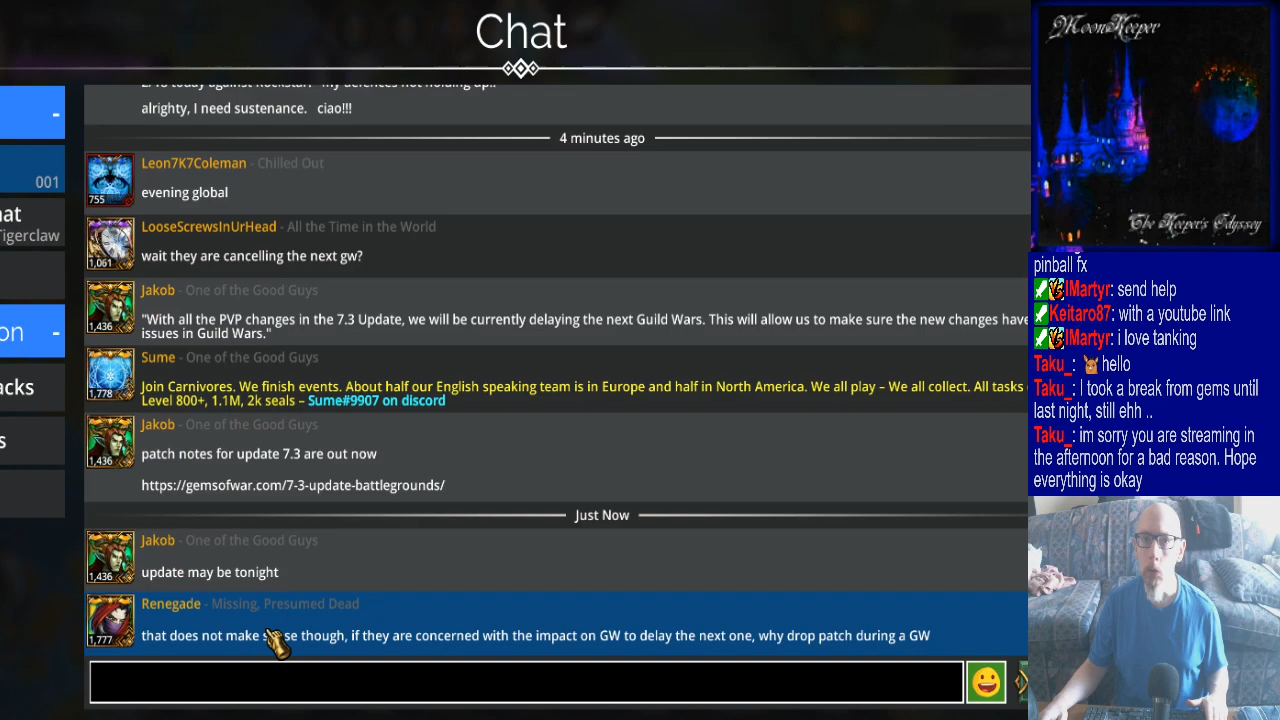 Chat
alrighty, I need sustenance. ciao!!!
4 minutes ago
-
001
Leon7K7Coleman - Chilled Out
755
evening global
at
Tigerclaw
LooseScrewsInUrHead - All the Time in the World
1,061
wait they are cancelling the next gw?
Jakob - One of the Good Guys
1,436
"With all the PVP changes in the 7.3 Update, we will be currently delaying the next Guild Wars. This will allow us to make sure the new changes have
issues in Guild Wars."
on -
Sume - One of the Good Guys
1,778
Join Carnivores. We finish events. About half our English speaking team is in Europe and half in North America. We all play – We all collect. All tasks
Level 800+, 1.1M, 2k seals – Sume#9907 on discord
acks
Jakob - One of the Good Guys
1,436
patch notes for update 7.3 are out now
s
https://gemsofwar.com/7-3-update-battlegrounds/
Just Now
Jakob - One of the Good Guys
1,436
update may be tonight
Renegade - Missing, Presumed Dead
1,777
that does not make se though, if they are concerned with the impact on GW to delay the next one, why drop patch during a GW
MoonKeeper
The Keeper's Odyssey
pinball fx
IMartyr: send help
Keitaro87: with a youtube link
IMartyr: i love tanking
Taku_: hello
Taku_: I took a break from gems until
last night, still ehh ..
Taku_: im sorry you are streaming in
the afternoon for a bad reason. Hope
everything is okay